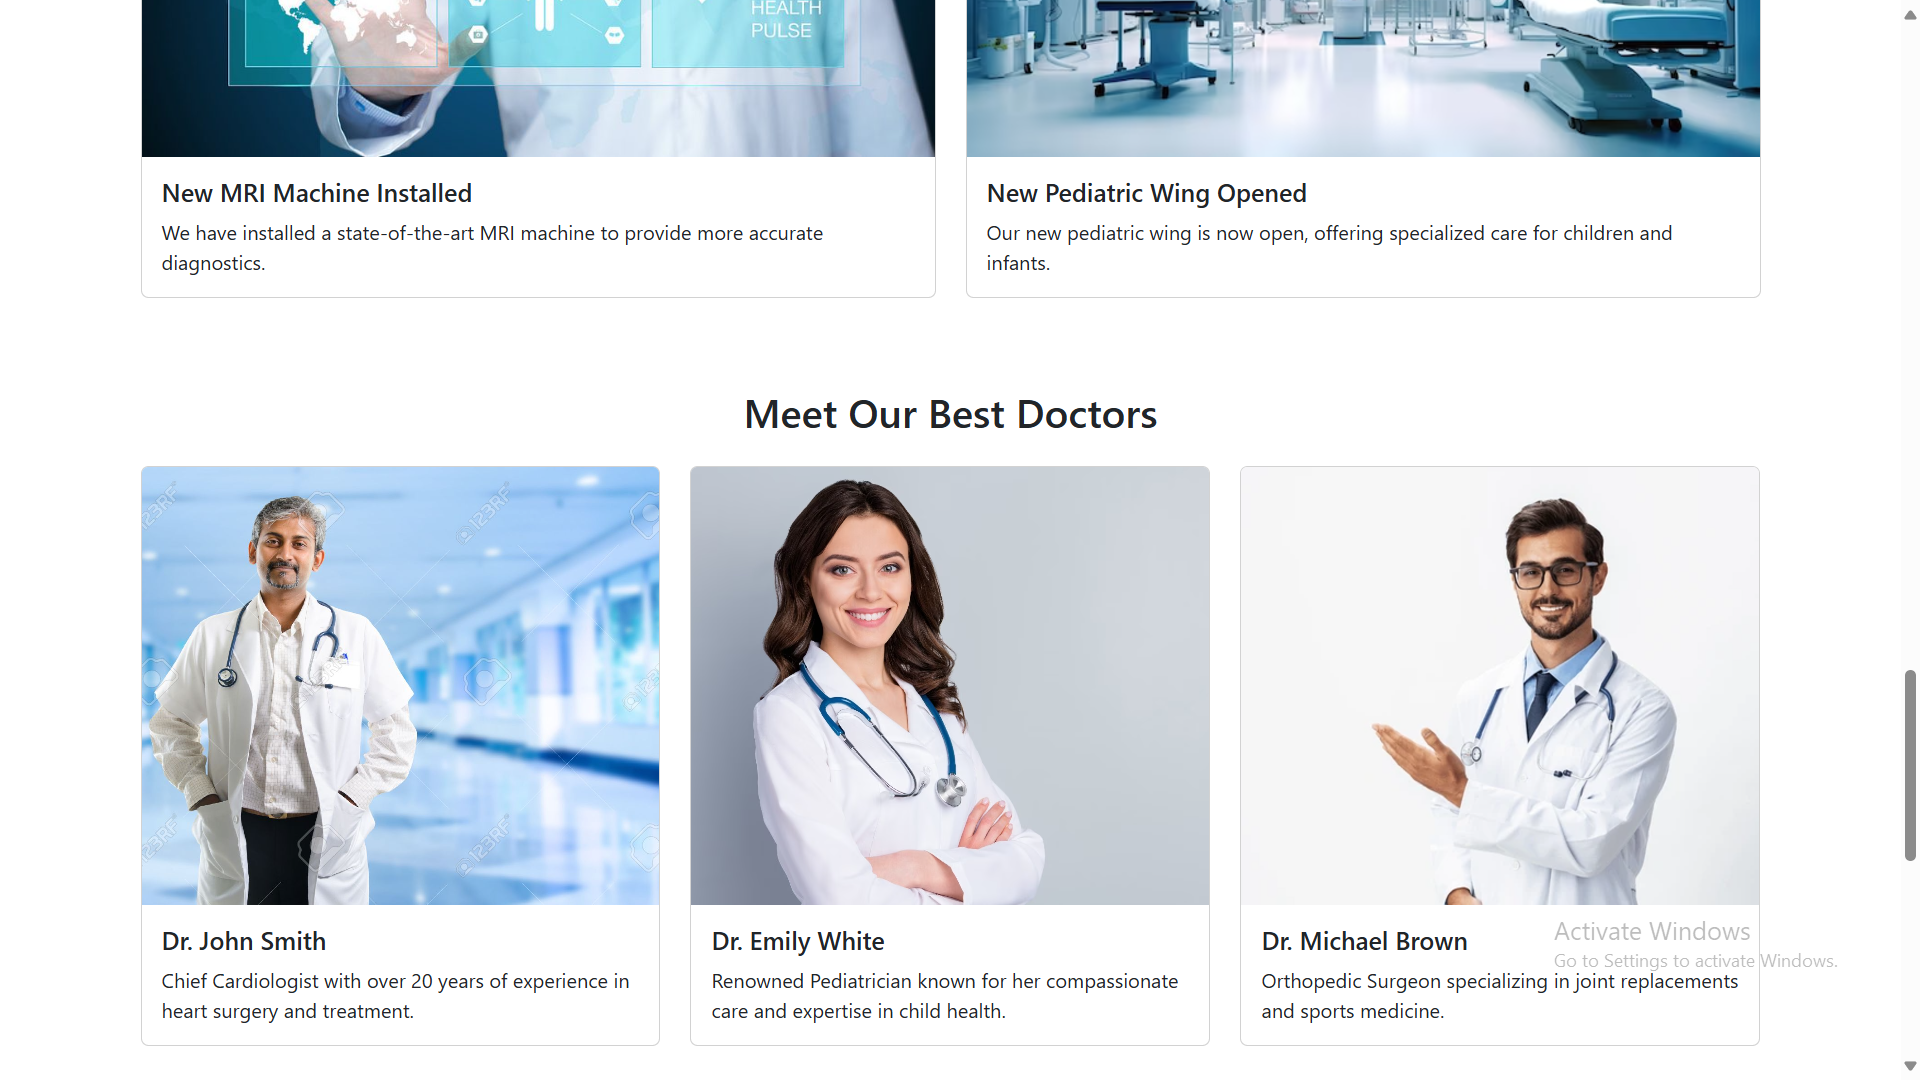 HEALTH
PULSE
New MRI Machine Installed
We have installed a state-of-the-art MRI machine to provide more accurate
diagnostics.
New Pediatric Wing Opened
Our new pediatric wing is now open, offering specialized care for children and
infants.
Meet Our Best Doctors
123RF
123RF
123RF
123RF
123RF
Dr. John Smith
Chief Cardiologist with over 20 years of experience in
heart surgery and treatment.
Dr. Emily White
Renowned Pediatrician known for her compassionate
care and expertise in child health.
Dr. Michael Brown
Orthopedic Surgeon specializing in joint replacements
and sports medicine.
Activate Windows
Go to Settings to activate Windows.